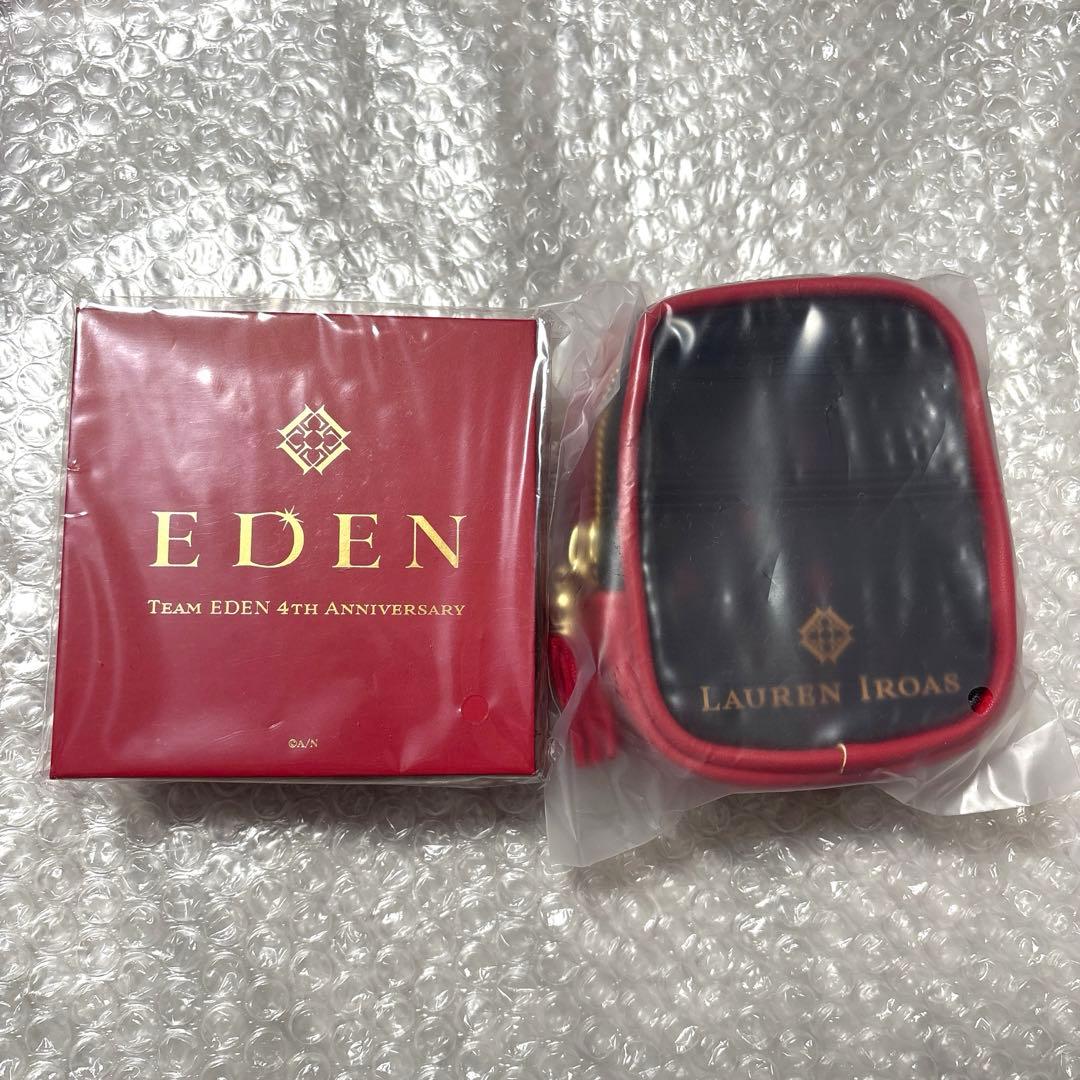 EDEN
TEAM EDEN 4TH ANNIVERSARY
©A/N
LAUREN IROAS